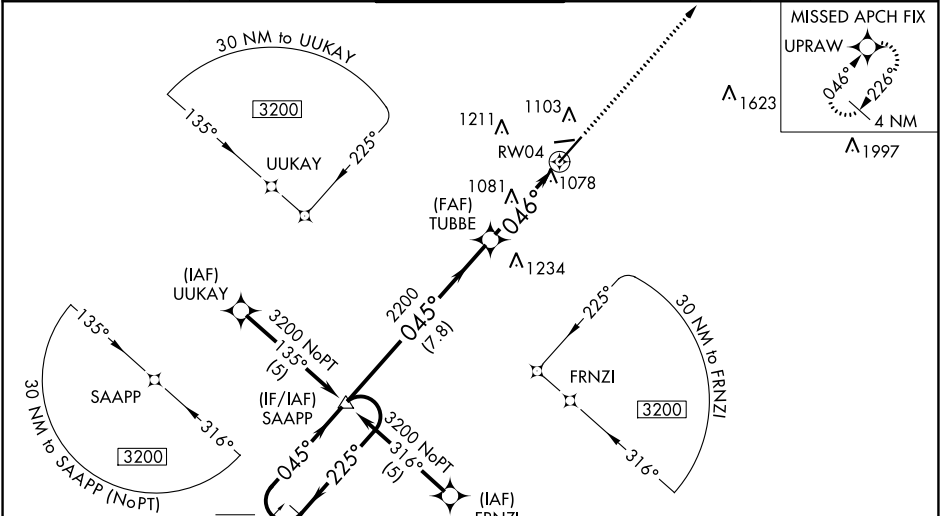 MISSED APCH FIX
UPRAW
046°
226°
4 NM
30 NM to UUKAY
3200
135°
225°
UUKAY
1623
1997
1103
1211
RW04
1078
1081
046°
(FAF)
TUBBE
1234
(IAF)
UUKAY
3200 NoPT
135°
(5)
2200
045°
(7.8)
135°
SAAPP
316°
3200
30 NM to SAAPP (NoPT)
(IF/IAF)
SAAPP
045°
225°
3200 NoPT
316°
(5)
(IAF)
FRNZI
225°
30 NM to FRNZI
FRNZI
3200
316°